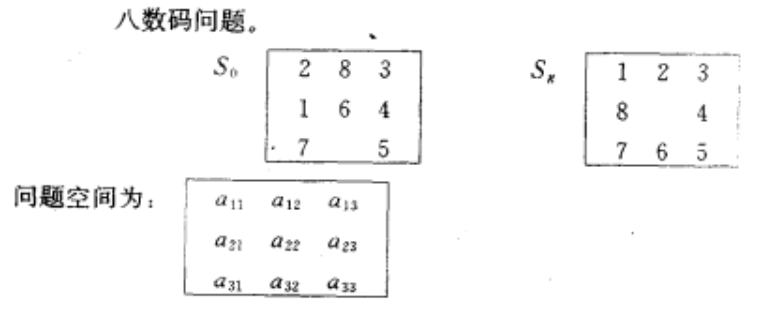 八数码问题。
S₀ 2 8 3 Sg 1 2 3
1 6 4 8 4
7 5 7 6 5
问题空间为: a₁₁ a₁₂ a₁₃
a₂₁ a₂₂ a₂₃
a₃₁ a₃₂ a₃₃